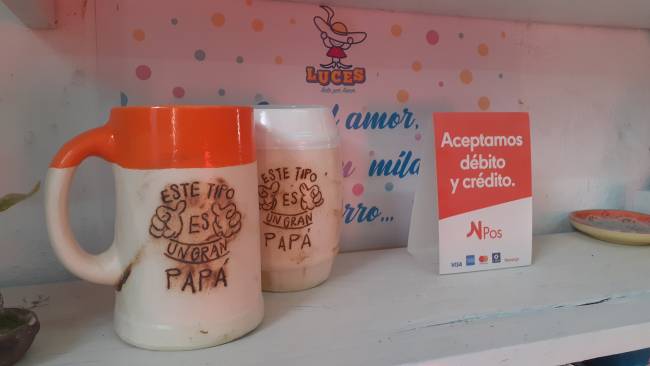 LUCES
amor,
mila
rro...
ESTE TIPO
ES
UN GRAN
PAPÁ
ESTE TIPO
ES
UN GRAN
PAPÁ
Aceptamos
débito
y crédito.
NPos
VISA